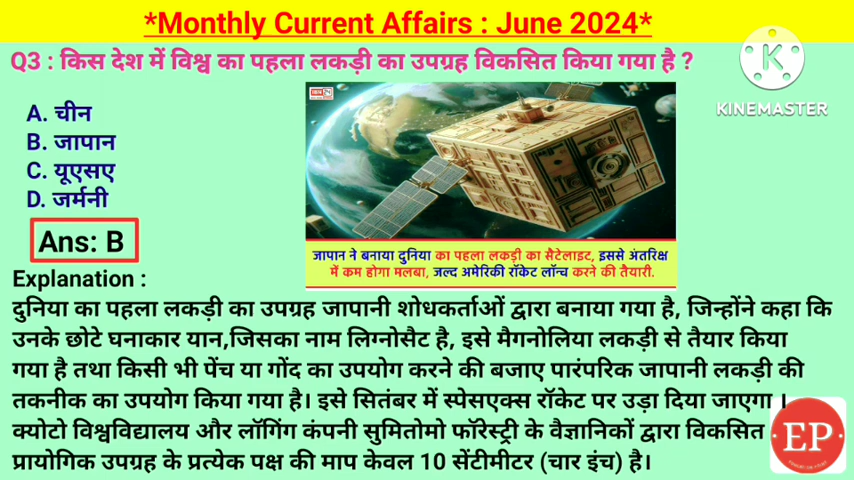 *Monthly Current Affairs : June 2024*
Q3 : किस देश में विश्व का पहला लकड़ी का उपग्रह विकसित किया गया है ?
K
KINEMASTER
A. चीन
B. जापान
C. यूएसए
D. जर्मनी
Ans: B
जापान ने बनाया दुनिया का पहला लकड़ी का सैटेलाइट, इससे अंतरिक्ष
में कम होगा मलबा, जल्द अमेरिकी रॉकेट लॉन्च करने की तैयारी.
Explanation :
दुनिया का पहला लकड़ी का उपग्रह जापानी शोधकर्ताओं द्वारा बनाया गया है, जिन्होंने कहा कि
उनके छोटे घनाकार यान,जिसका नाम लिग्नोसैट है, इसे मैगनोलिया लकड़ी से तैयार किया
गया है तथा किसी भी पेंच या गोंद का उपयोग करने की बजाए पारंपरिक जापानी लकड़ी की
तकनीक का उपयोग किया गया है। इसे सितंबर में स्पेसएक्स रॉकेट पर उड़ा दिया जाएगा ।
क्योटो विश्वविद्यालय और लॉगिंग कंपनी सुमितोमो फॉरेस्ट्री के वैज्ञानिकों द्वारा विकसित
प्रायोगिक उपग्रह के प्रत्येक पक्ष की माप केवल 10 सेंटीमीटर (चार इंच) है।
EP